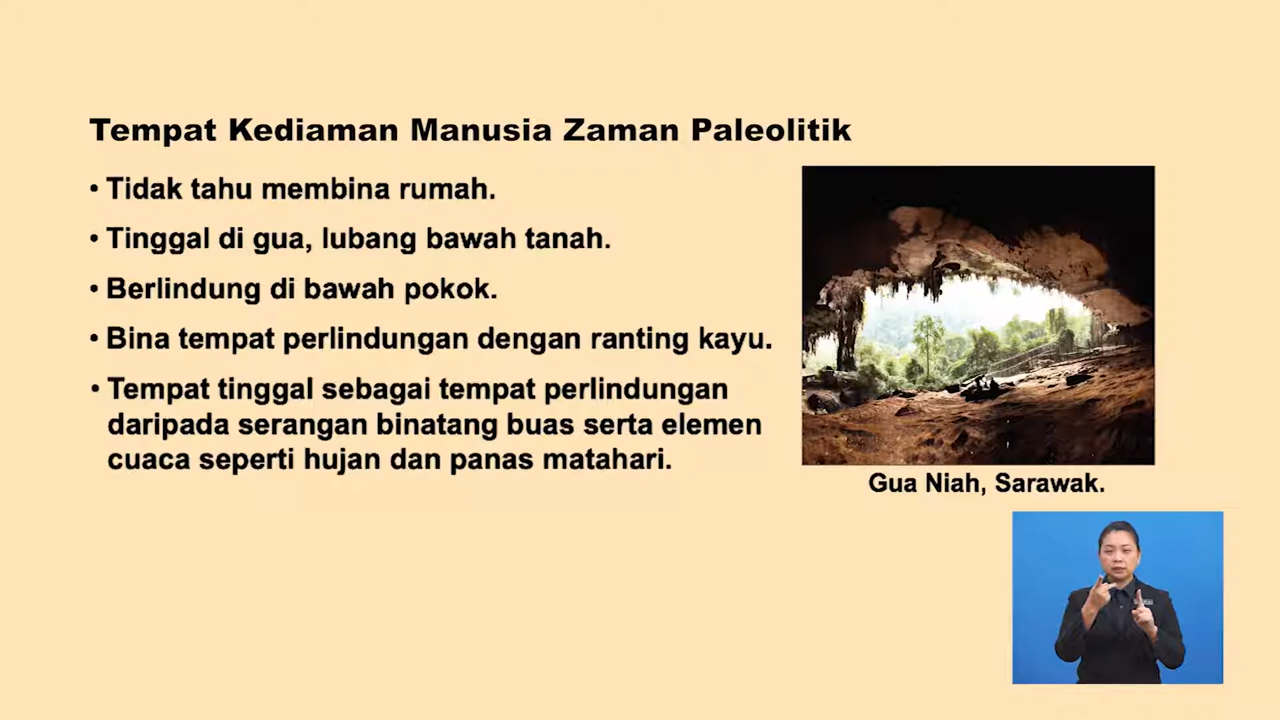 Tempat Kediaman Manusia Zaman Paleolitik
• Tidak tahu membina rumah.
• Tinggal di gua, lubang bawah tanah.
• Berlindung di bawah pokok.
• Bina tempat perlindungan dengan ranting kayu.
• Tempat tinggal sebagai tempat perlindungan
daripada serangan binatang buas serta elemen
cuaca seperti hujan dan panas matahari.
Gua Niah, Sarawak.